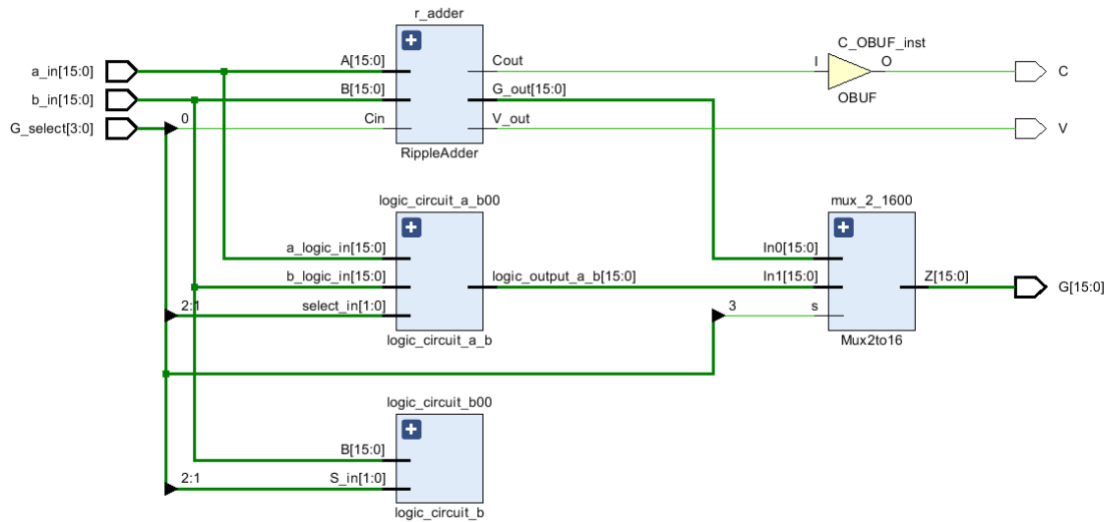 r_adder
a_in[15:0]
b_in[15:0]
G_select[3:0]
0
A[15:0]
B[15:0]
Cin
Cout
G_out[15:0]
V_out
RippleAdder
C_OBUF_inst
I
O
OBUF
C
V
logic_circuit_a_b00
a_logic_in[15:0]
b_logic_in[15:0]
2:1
select_in[1:0]
logic_output_a_b[15:0]
logic_circuit_a_b
mux_2_1600
In0[15:0]
In1[15:0]
3
s
Z[15:0]
Mux2to16
G[15:0]
logic_circuit_b00
B[15:0]
2:1
S_in[1:0]
logic_circuit_b